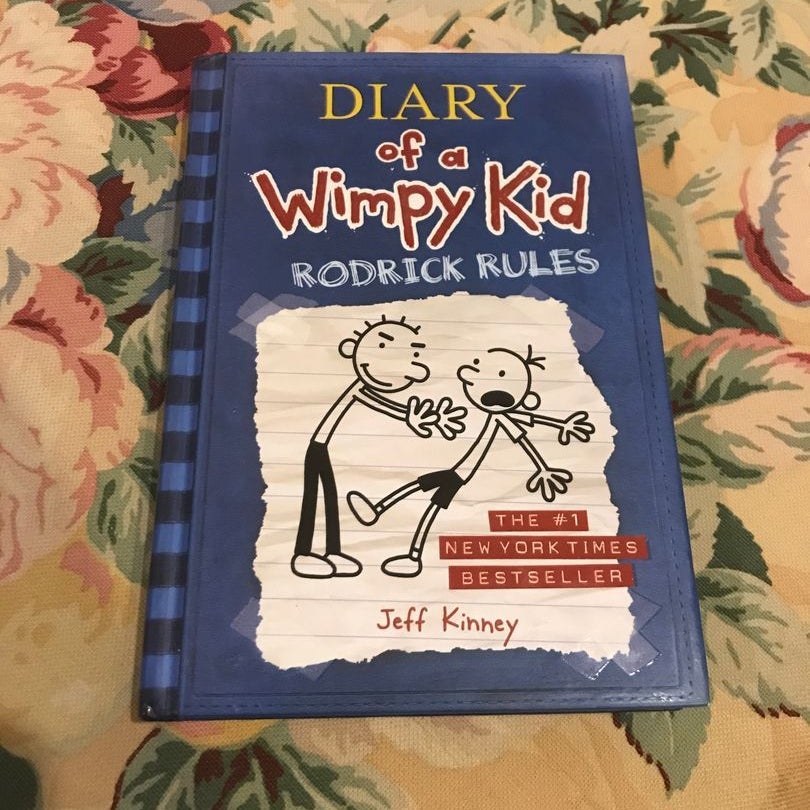 DIARY
of a
Wimpy Kid
RODRICK RULES
THE #1
NEW YORK TIMES
BESTSELLER
Jeff Kinney